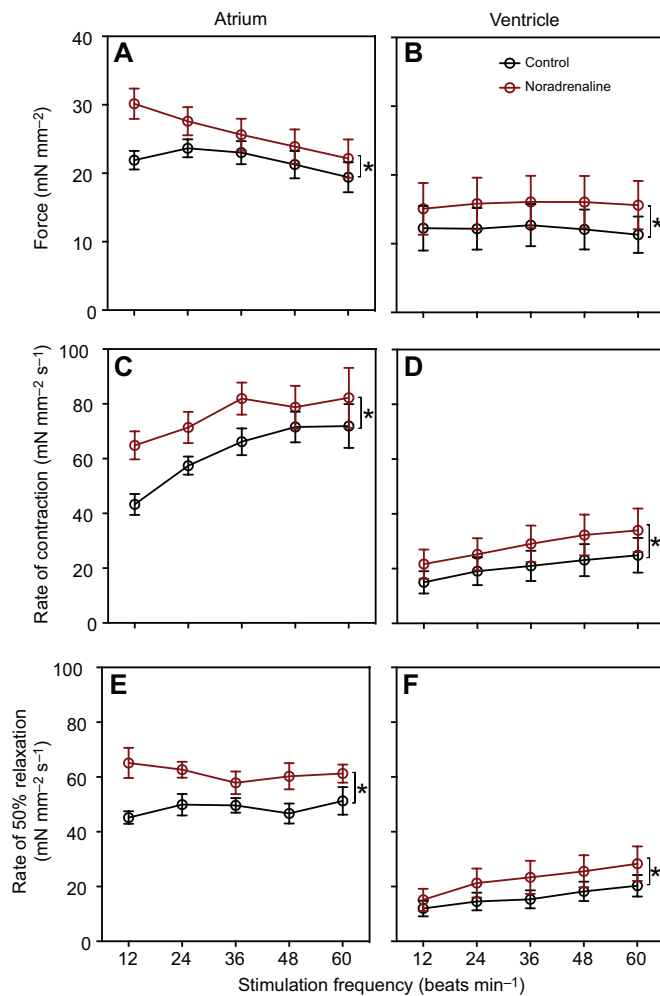 Atrium
Ventricle
A
B
Control
Noradrenaline
Force (mN mm–2)
40
30
20
10
0
*
*
C
D
Rate of contraction (mN mm–2 s–1)
100
80
60
40
20
0
*
*
E
F
Rate of 50% relaxation
(mN mm–2 s–1)
100
80
60
40
20
0
*
*
12 24 36 48 60 12 24 36 48 60
Stimulation frequency (beats min–1)